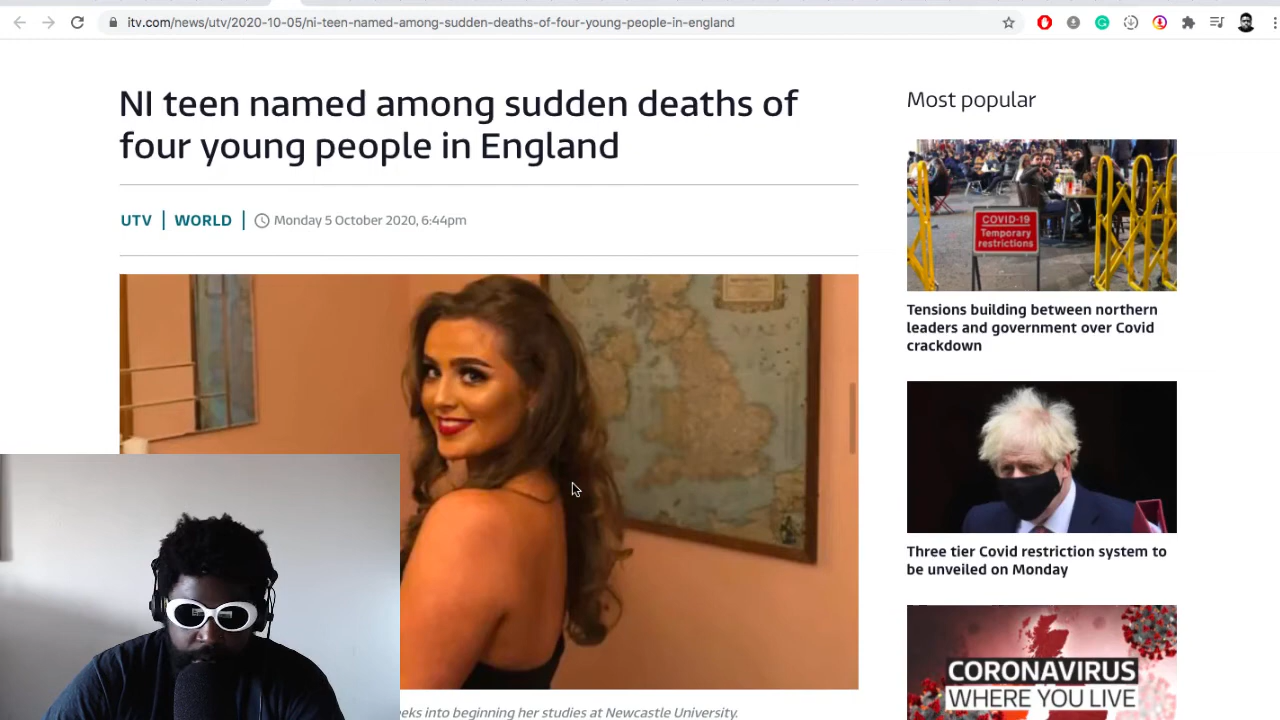 itv.com/news/utv/2020-10-05/ni-teen-named-among-sudden-deaths-of-four-young-people-in-england
NI teen named among sudden deaths of
four young people in England
UTV | WORLD | Monday 5 October 2020, 6:44pm
eeks into beginning her studies at Newcastle University.
Most popular
COVID-19
Temporary
restrictions
Tensions building between northern
leaders and government over Covid
crackdown
Three tier Covid restriction system to
be unveiled on Monday
CORONAVIRUS
WHERE YOU LIVE